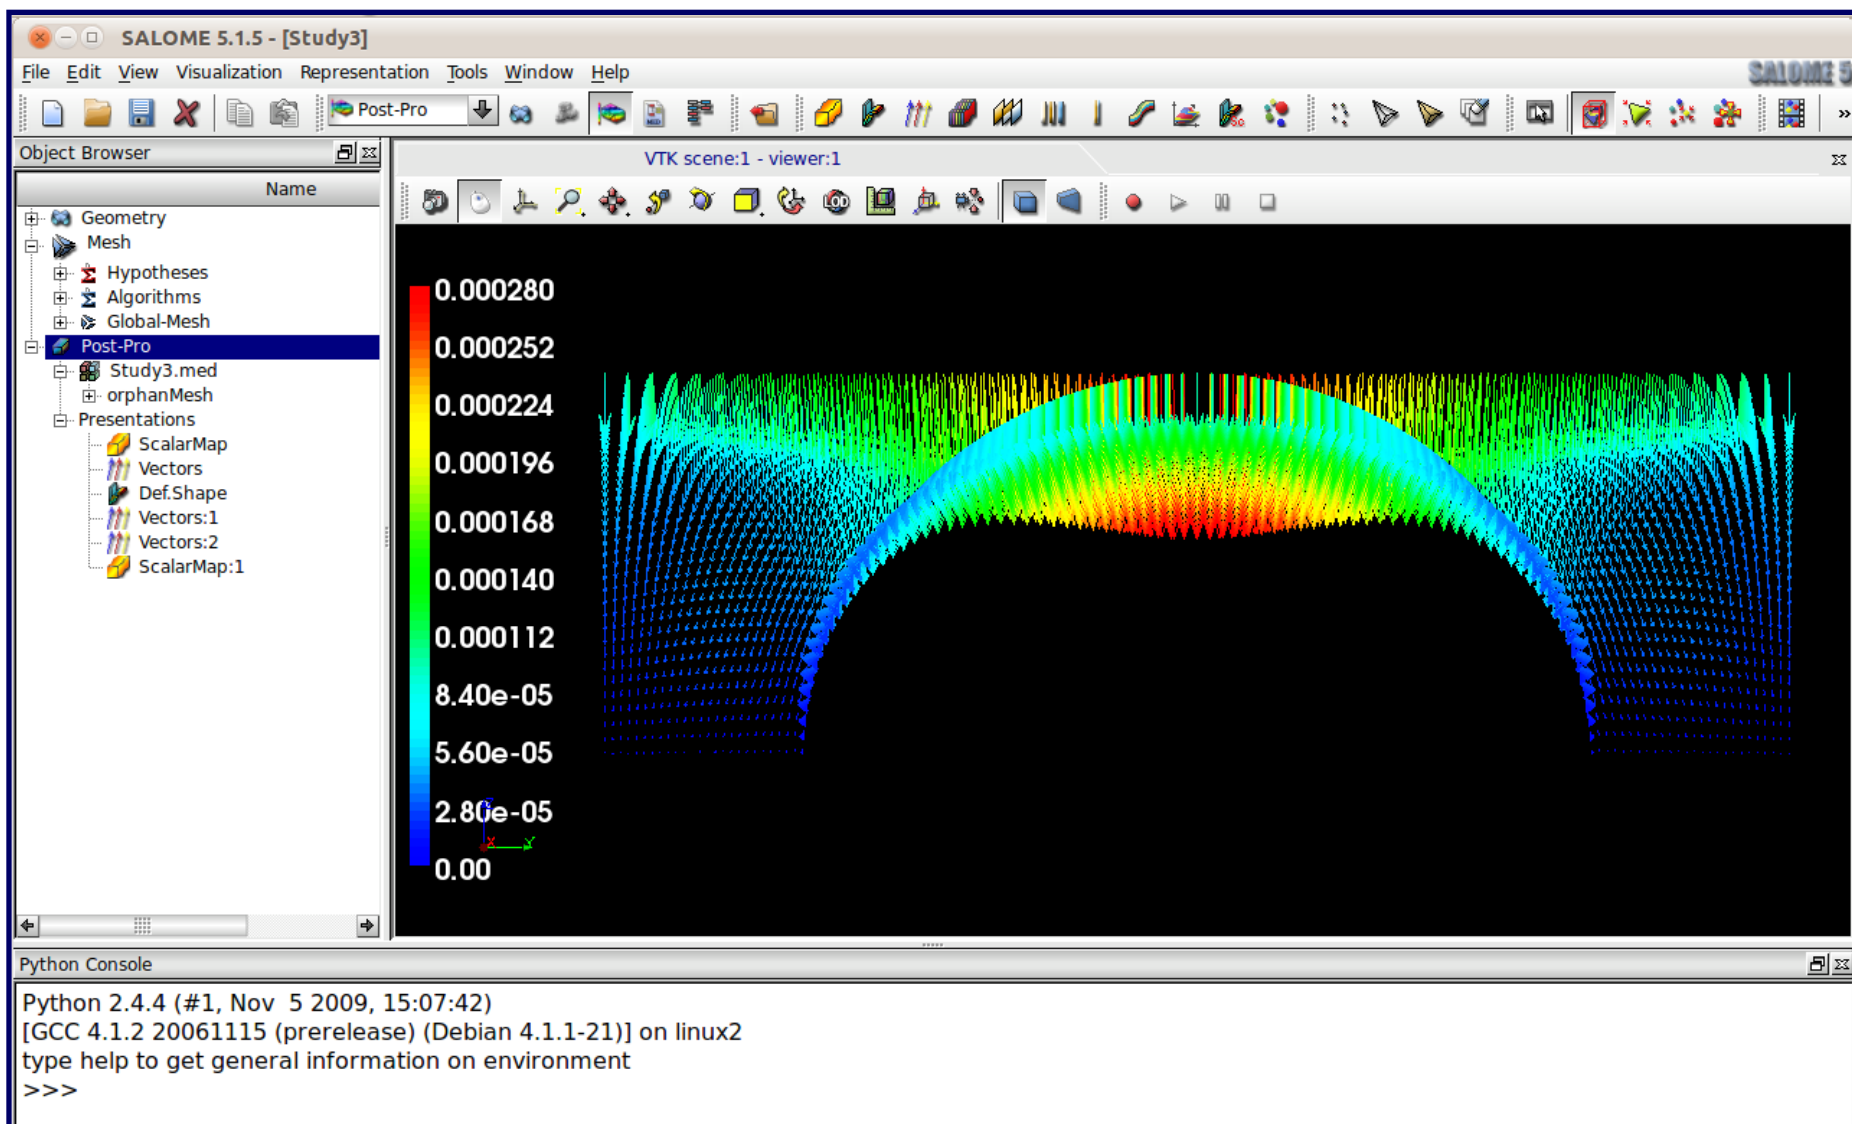 SALOME 5.1.5 - [Study3]
File Edit View Visualization Representation Tools Window Help
SALOME 5
Post-Pro
»
Object Browser
VTK scene:1 - viewer:1
Name
LOD
Geometry
Mesh
Hypotheses
Algorithms
Global-Mesh
Post-Pro
Study3.med
orphanMesh
Presentations
ScalarMap
Vectors
Def.Shape
Vectors:1
Vectors:2
ScalarMap:1
0.000280
0.000252
0.000224
0.000196
0.000168
0.000140
0.000112
8.40e-05
5.60e-05
2.80e-05
0.00
Z
X
Y
Python Console
Python 2.4.4 (#1, Nov  5 2009, 15:07:42)
[GCC 4.1.2 20061115 (prerelease) (Debian 4.1.1-21)] on linux2
type help to get general information on environment
>>>